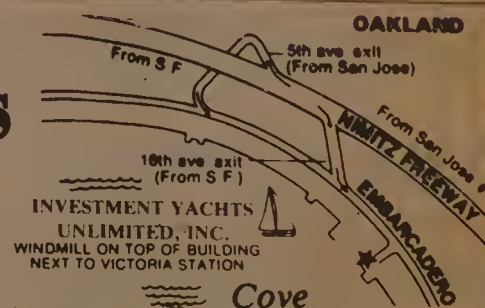 OAKLAND
From S F
5th ave exit
(From San Jose)
S
From San Jose
NIMITZ FREEWAY
16th ave exit
(From S F)
EMBARCADERO
INVESTMENT YACHTS
UNLIMITED, INC.
WINDMILL ON TOP OF BUILDING
NEXT TO VICTORIA STATION
Cove